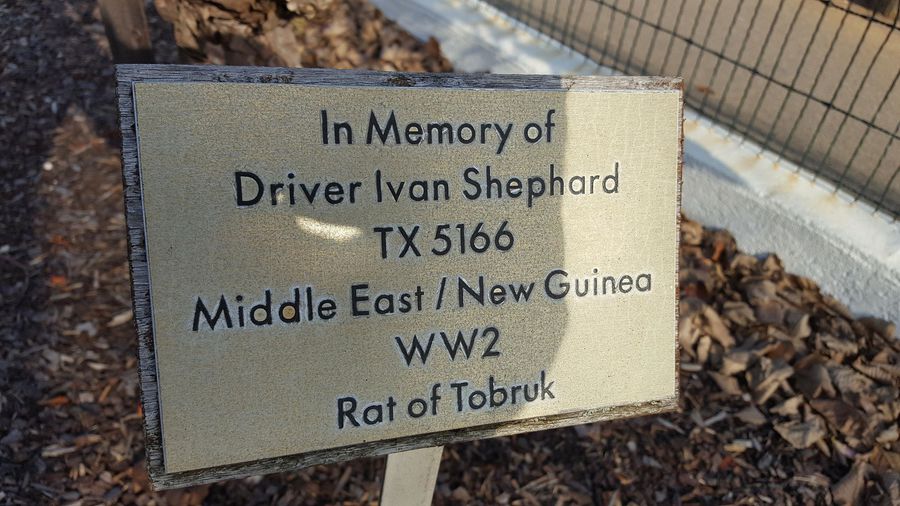 In Memory of
Driver Ivan Shephard
TX 5166
Middle East / New Guinea
WW2
Rat of Tobruk